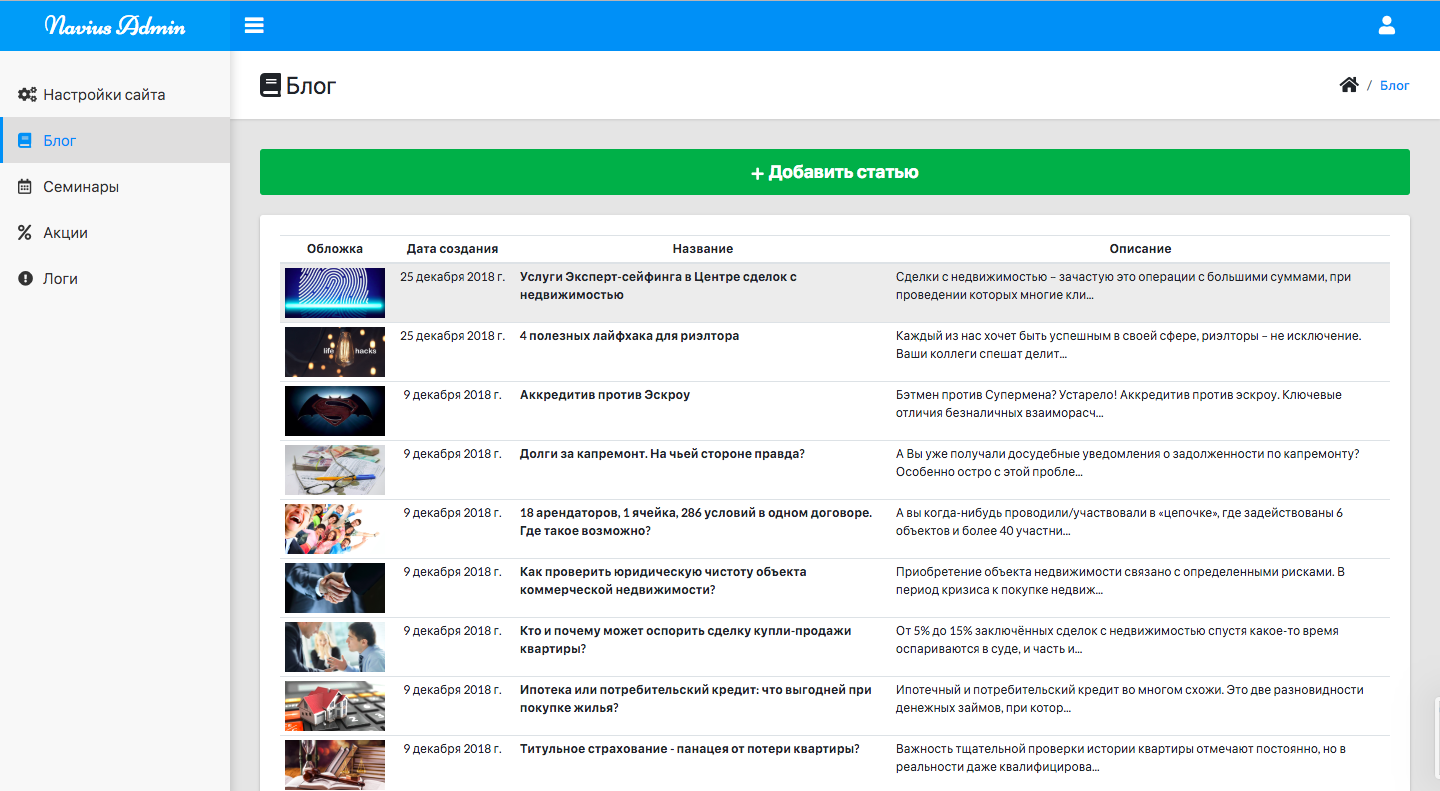 Navius Admin
Настройки сайта
Блог
Семинары
Акции
Логи
Блог
/ Блог
+ Добавить статью
Обложка Дата создания Название Описание
25 декабря 2018 г. Услуги Эксперт-сейфинга в Центре сделок с Сделки с недвижимостью – зачастую это операции с большими суммами, при
недвижимостью проведении которых многие кли...
life hacks
25 декабря 2018 г. 4 полезных лайфхака для риэлтора Каждый из нас хочет быть успешным в своей сфере, риэлторы – не исключение.
Ваши коллеги спешат делит...
9 декабря 2018 г. Аккредитив против Эскроу Бэтмен против Супермена? Устарело! Аккредитив против эскроу. Ключевые
отличия безналичных взаиморасч...
9 декабря 2018 г. Долги за капремонт. На чьей стороне правда? А Вы уже получали досудебные уведомления о задолженности по капремонту?
Особенно остро с этой пробле...
9 декабря 2018 г. 18 арендаторов, 1 ячейка, 286 условий в одном договоре. А вы когда-нибудь проводили/участвовали в «цепочке», где задействованы 6
Где такое возможно? объектов и более 40 участни...
9 декабря 2018 г. Как проверить юридическую чистоту объекта Приобретение объекта недвижимости связано с определенными рисками. В
коммерческой недвижимости? период кризиса к покупке недвиж...
9 декабря 2018 г. Кто и почему может оспорить сделку купли-продажи От 5% до 15% заключённых сделок с недвижимостью спустя какое-то время
квартиры? оспариваются в суде, и часть и...
9 декабря 2018 г. Ипотека или потребительский кредит: что выгодней при Ипотечный и потребительский кредит во многом схожи. Это две разновидности
покупке жилья? денежных займов, при котор...
9 декабря 2018 г. Титульное страхование - панацея от потери квартиры? Важность тщательной проверки истории квартиры отмечают постоянно, но в
реальности даже квалифицирова...